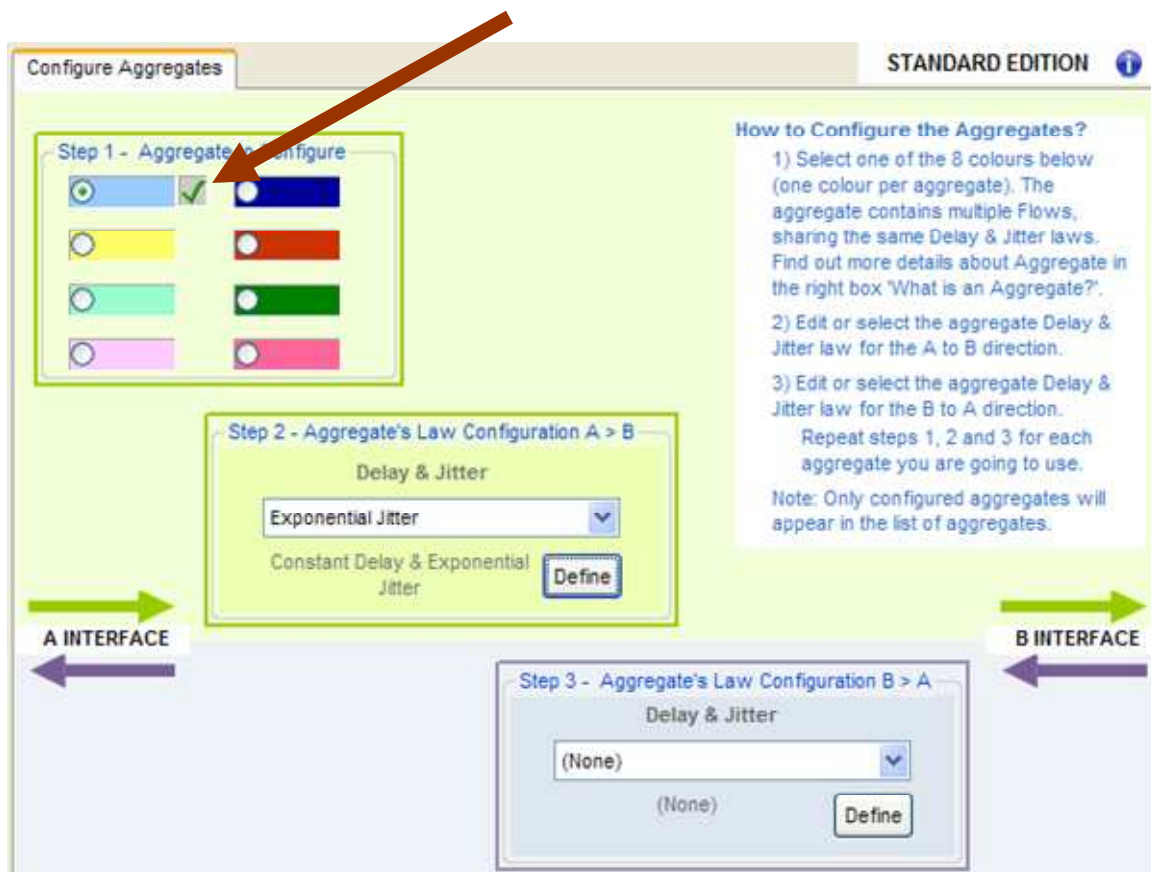 Configure Aggregates
STANDARD EDITION
Step 1 - Aggregate to Configure
How to Configure the Aggregates?
1) Select one of the 8 colours below
(one colour per aggregate). The
aggregate contains multiple Flows,
sharing the same Delay & Jitter laws.
Find out more details about Aggregate in
the right box 'What is an Aggregate?'.
2) Edit or select the aggregate Delay &
Jitter law for the A to B direction.
3) Edit or select the aggregate Delay &
Jitter law for the B to A direction.
Repeat steps 1, 2 and 3 for each
aggregate you are going to use.
Note: Only configured aggregates will
appear in the list of aggregates.
Step 2 - Aggregate's Law Configuration A > B
Delay & Jitter
Exponential Jitter
Constant Delay & Exponential
Jitter
Define
A INTERFACE
B INTERFACE
Step 3 - Aggregate's Law Configuration B > A
Delay & Jitter
(None)
(None)
Define